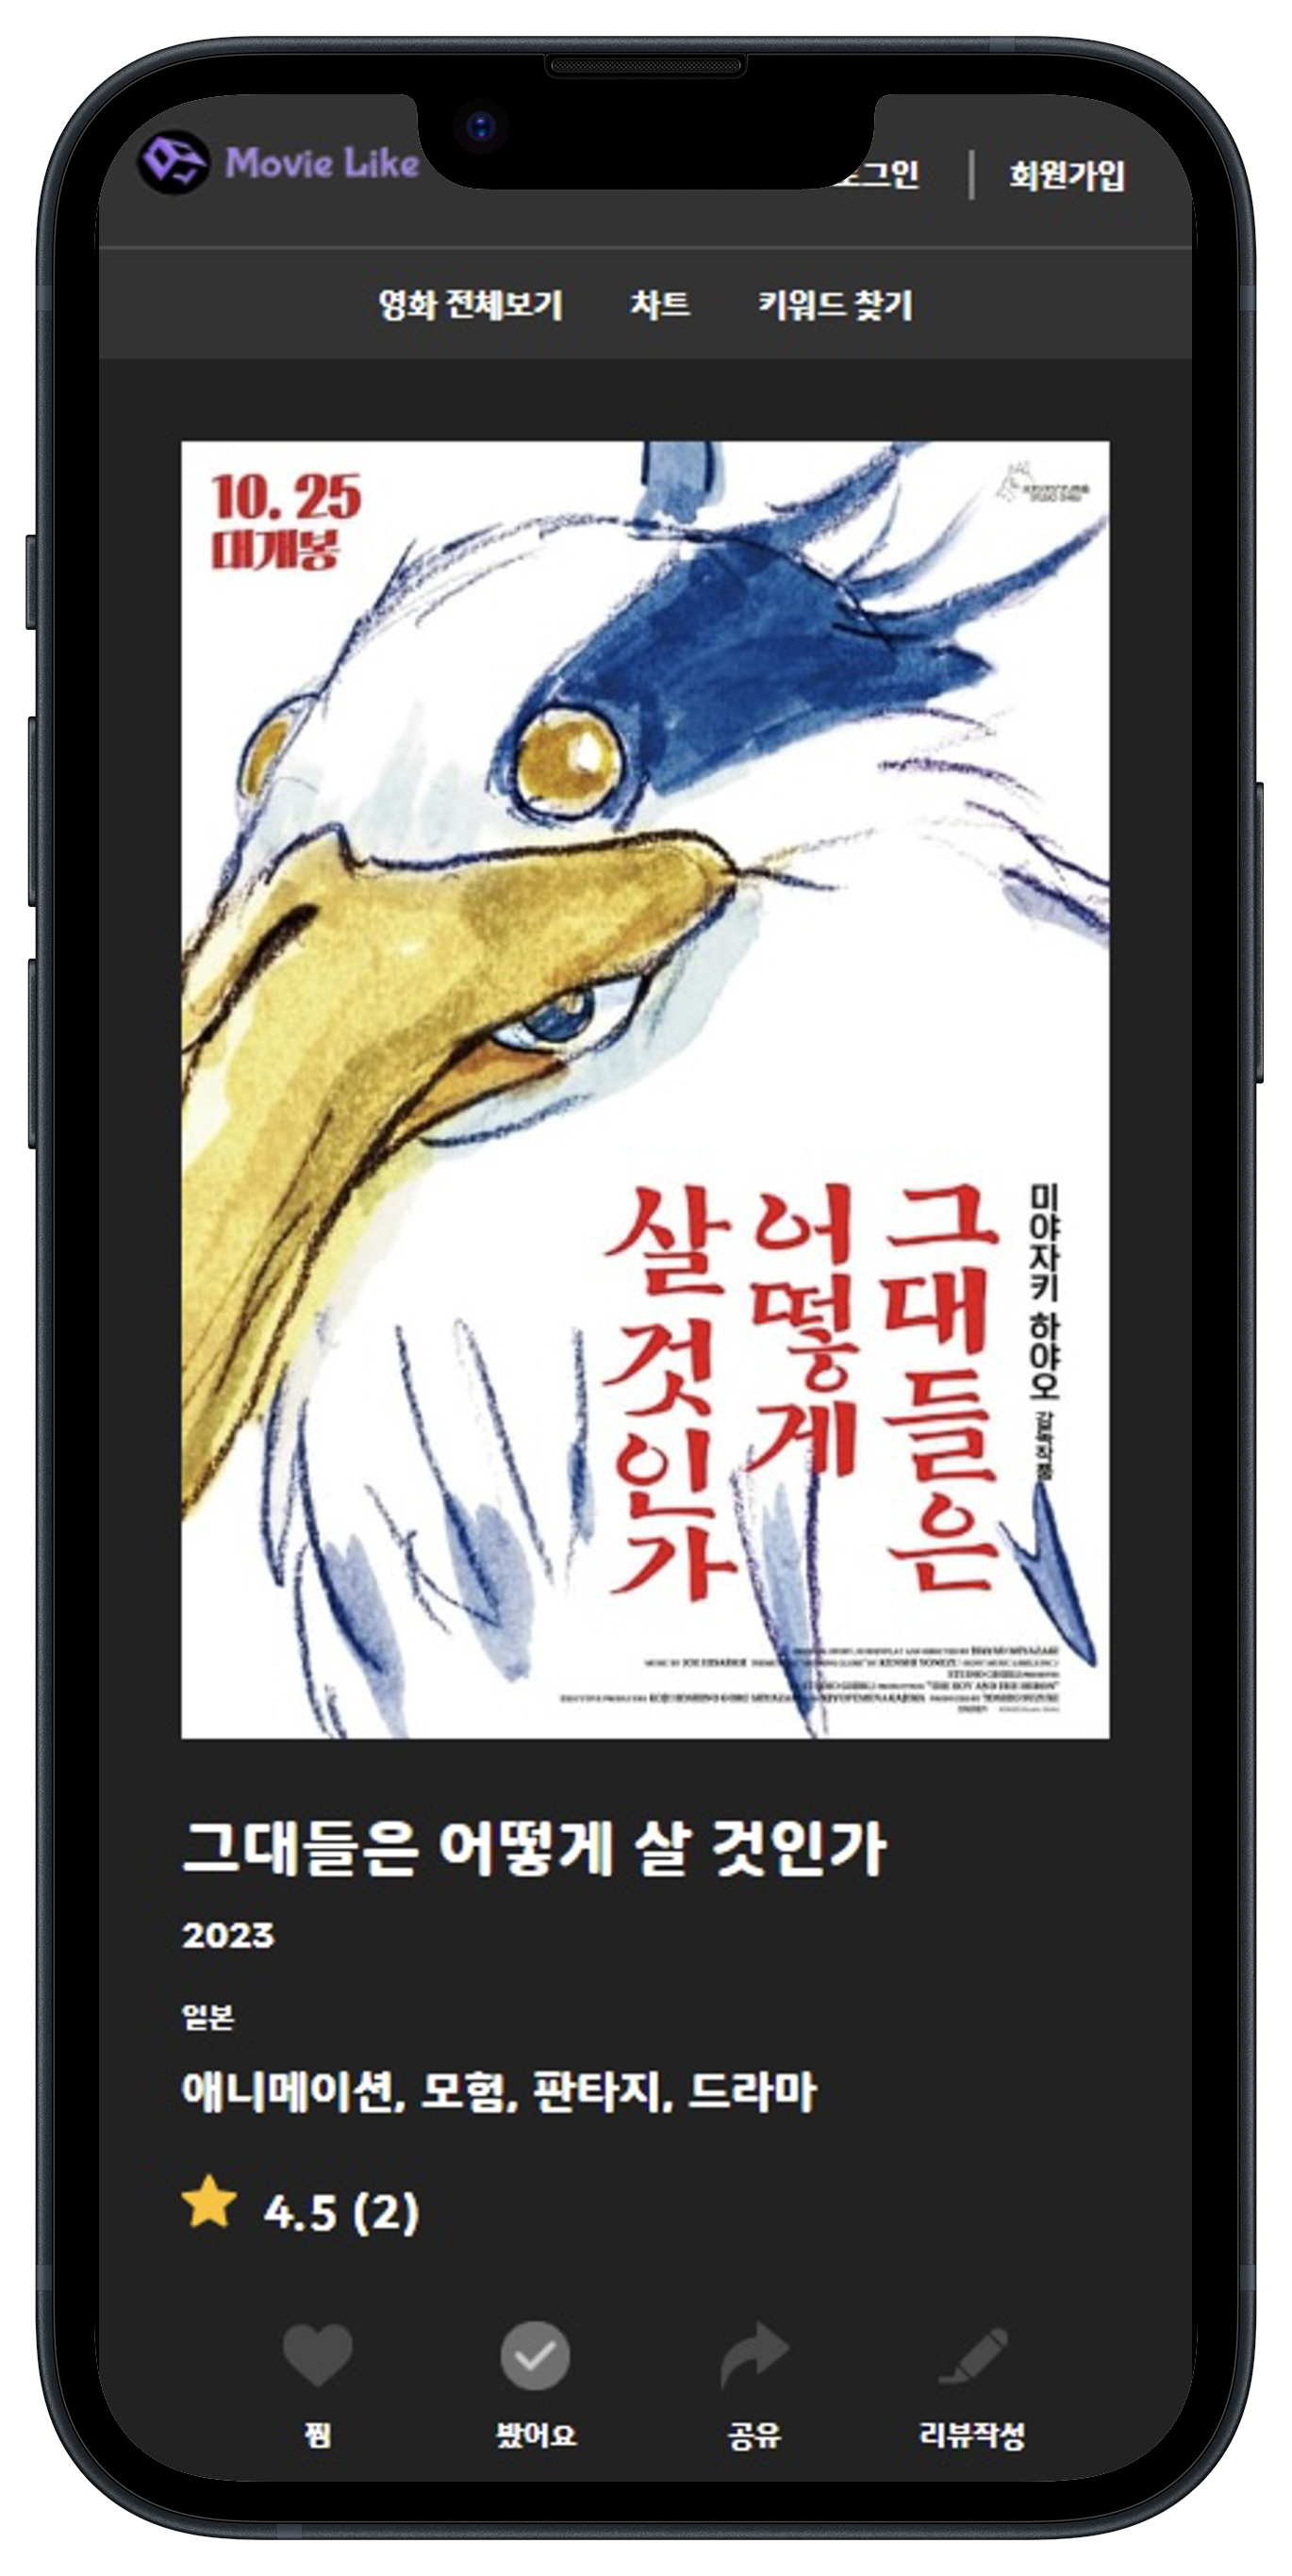 Movie Like
로그인
회원가입
영화 전체보기 차트 키워드 찾기
10. 25
대개봉
미야자키 하야오 감독작품
그대들은
어떻게
살 것인가
그대들은 어떻게 살 것인가
2023
일본
애니메이션, 모험, 판타지, 드라마
4.5 (2)
찜 봤어요 공유 리뷰작성